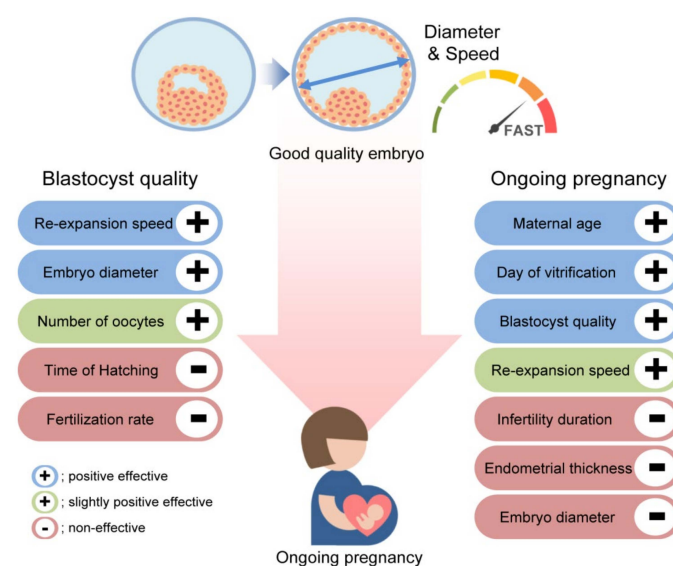 Diameter
& Speed
FAST
Good quality embryo
Blastocyst quality
Re-expansion speed +
Embryo diameter +
Number of oocytes +
Time of Hatching -
Fertilization rate -
+ ; positive effective
+ ; slightly positive effective
- ; non-effective
Ongoing pregnancy
Maternal age +
Day of vitrification +
Blastocyst quality +
Re-expansion speed +
Infertility duration -
Endometrial thickness -
Embryo diameter -
Ongoing pregnancy